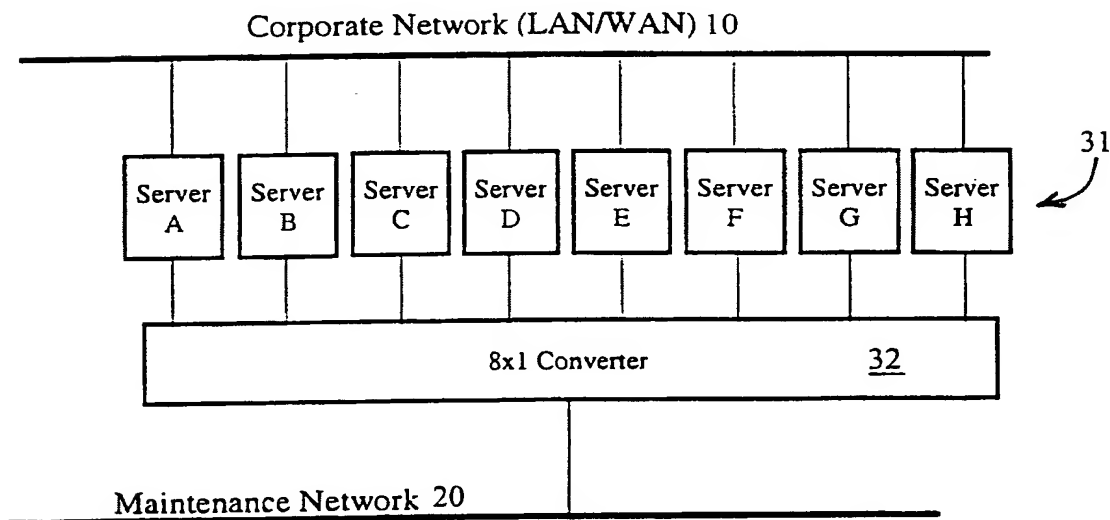 Corporate Network (LAN/WAN) 10
31
Server A
Server B
Server C
Server D
Server E
Server F
Server G
Server H
8x1 Converter 32
Maintenance Network 20